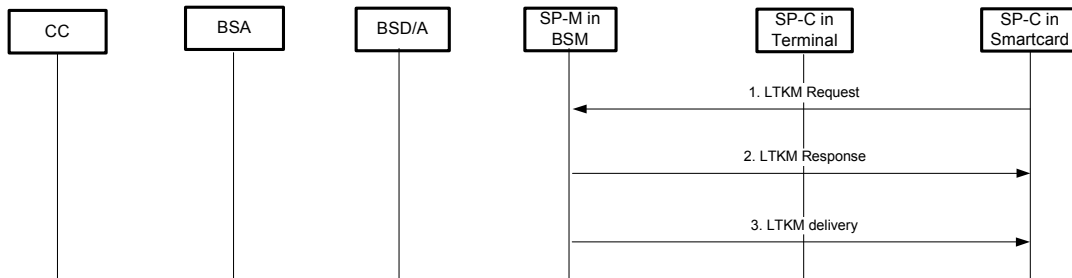 CC
BSA
BSD/A
SP-M in
BSM
SP-C in
Terminal
SP-C in
Smartcard
1. LTKM Request
2. LTKM Response
3. LTKM delivery